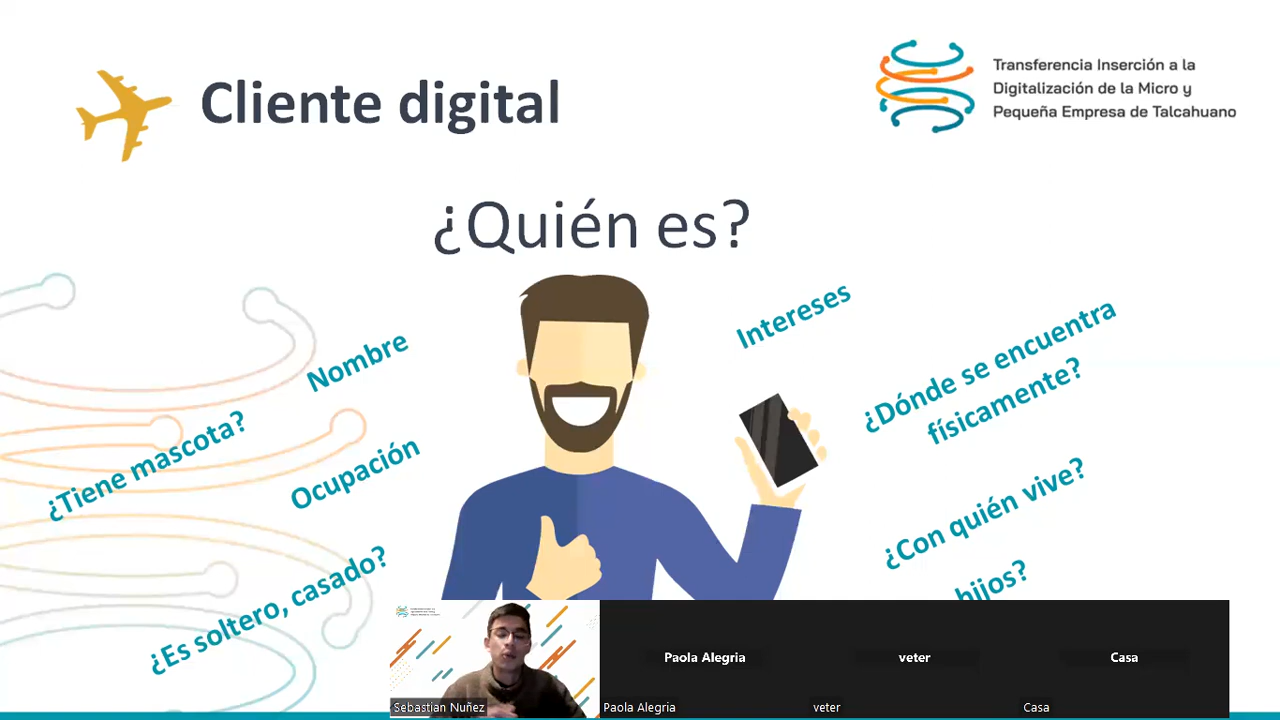 Cliente digital
Transferencia Inserción a la
Digitalización de la Micro y
Pequeña Empresa de Talcahuano
¿Quién es?
Intereses
Nombre
¿Dónde se encuentra
físicamente?
¿Tiene mascota?
Ocupación
¿Con quién vive?
¿Es soltero, casado?
hijos?
Paola Alegria
veter
Casa
Sebastian Nuñez
Paola Alegria
veter
Casa